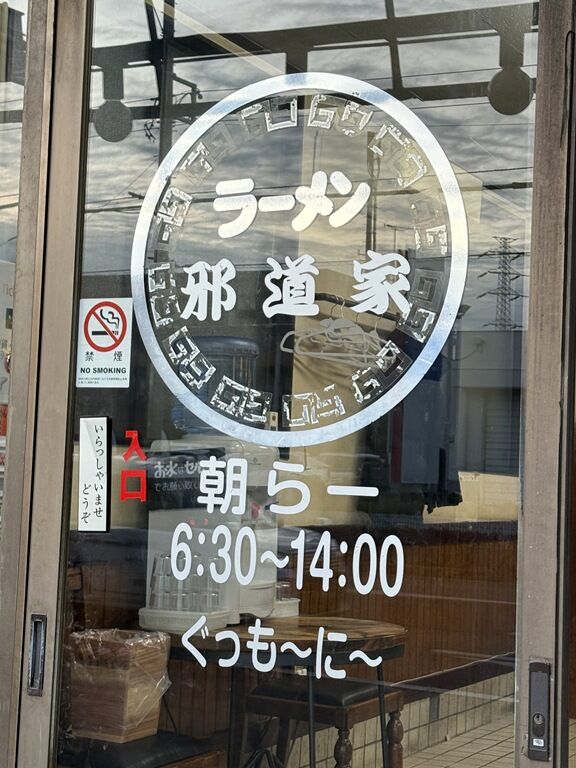 ラーメン
邪道家
禁煙
NO SMOKING
いらっしゃいませ
どうぞ
入口
朝らー
6:30~14:00
ぐっも~に~